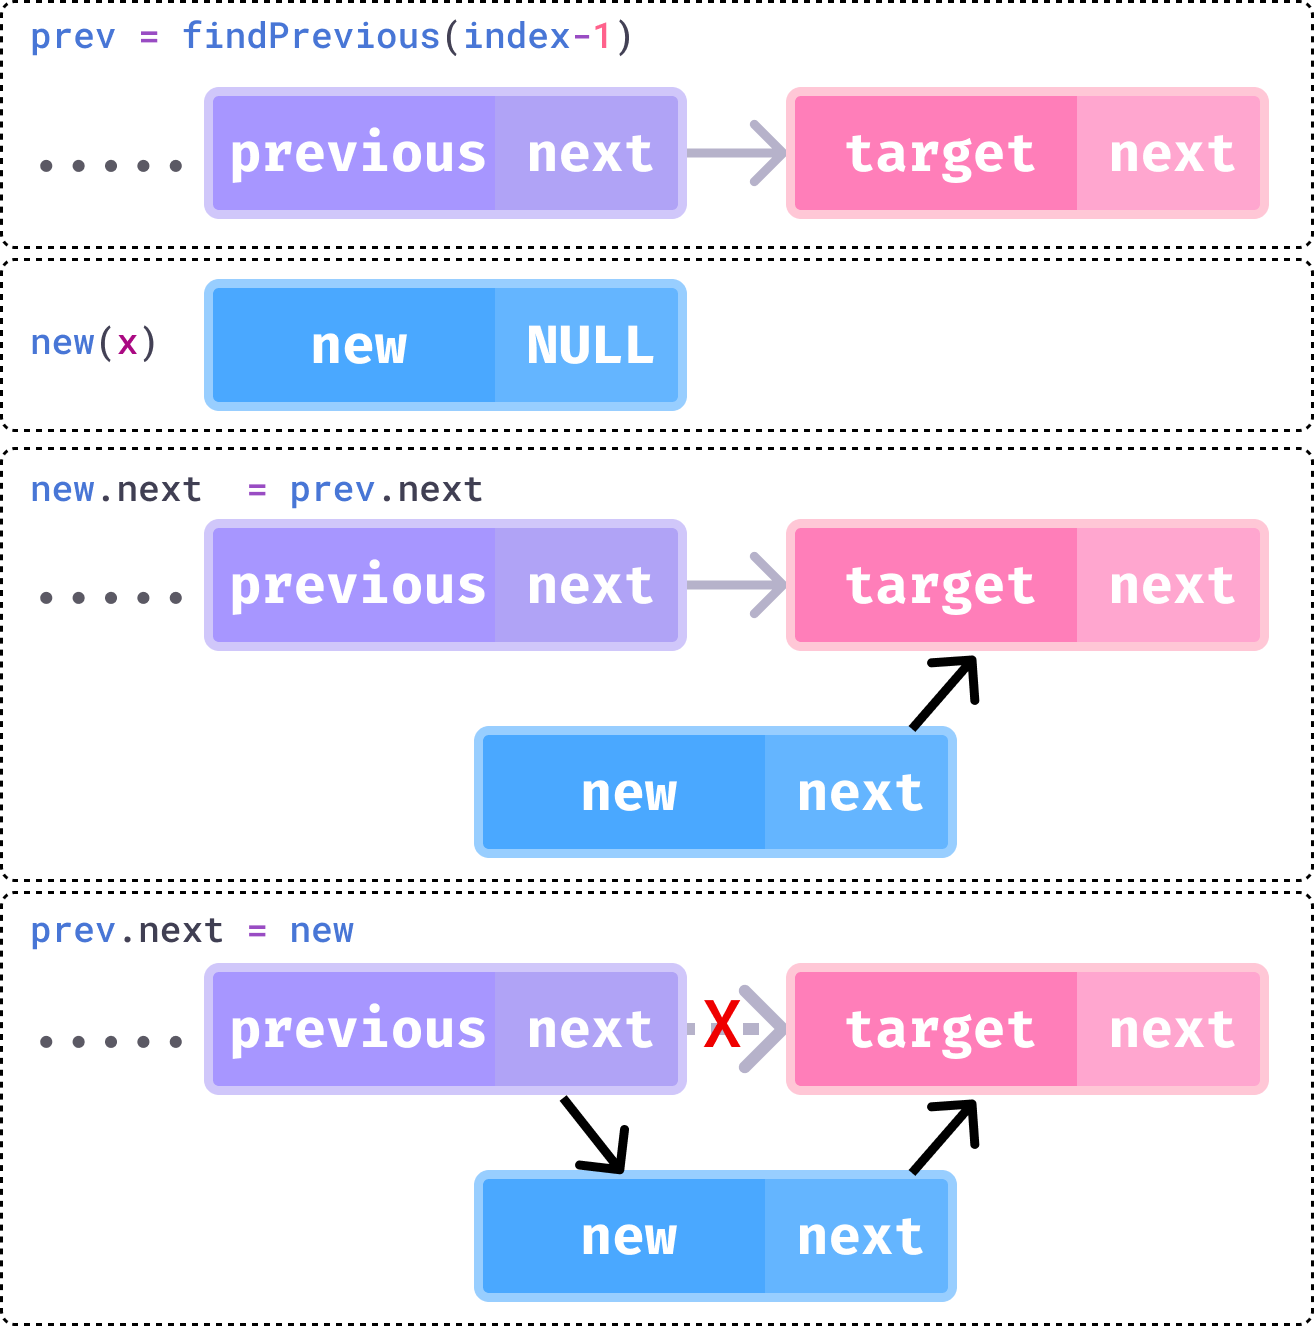 prev = findPrevious(index-1)
..... previous next target next
new(x) new NULL
new.next = prev.next
..... previous next target next
new next
prev.next = new
..... previous next X target next
new next